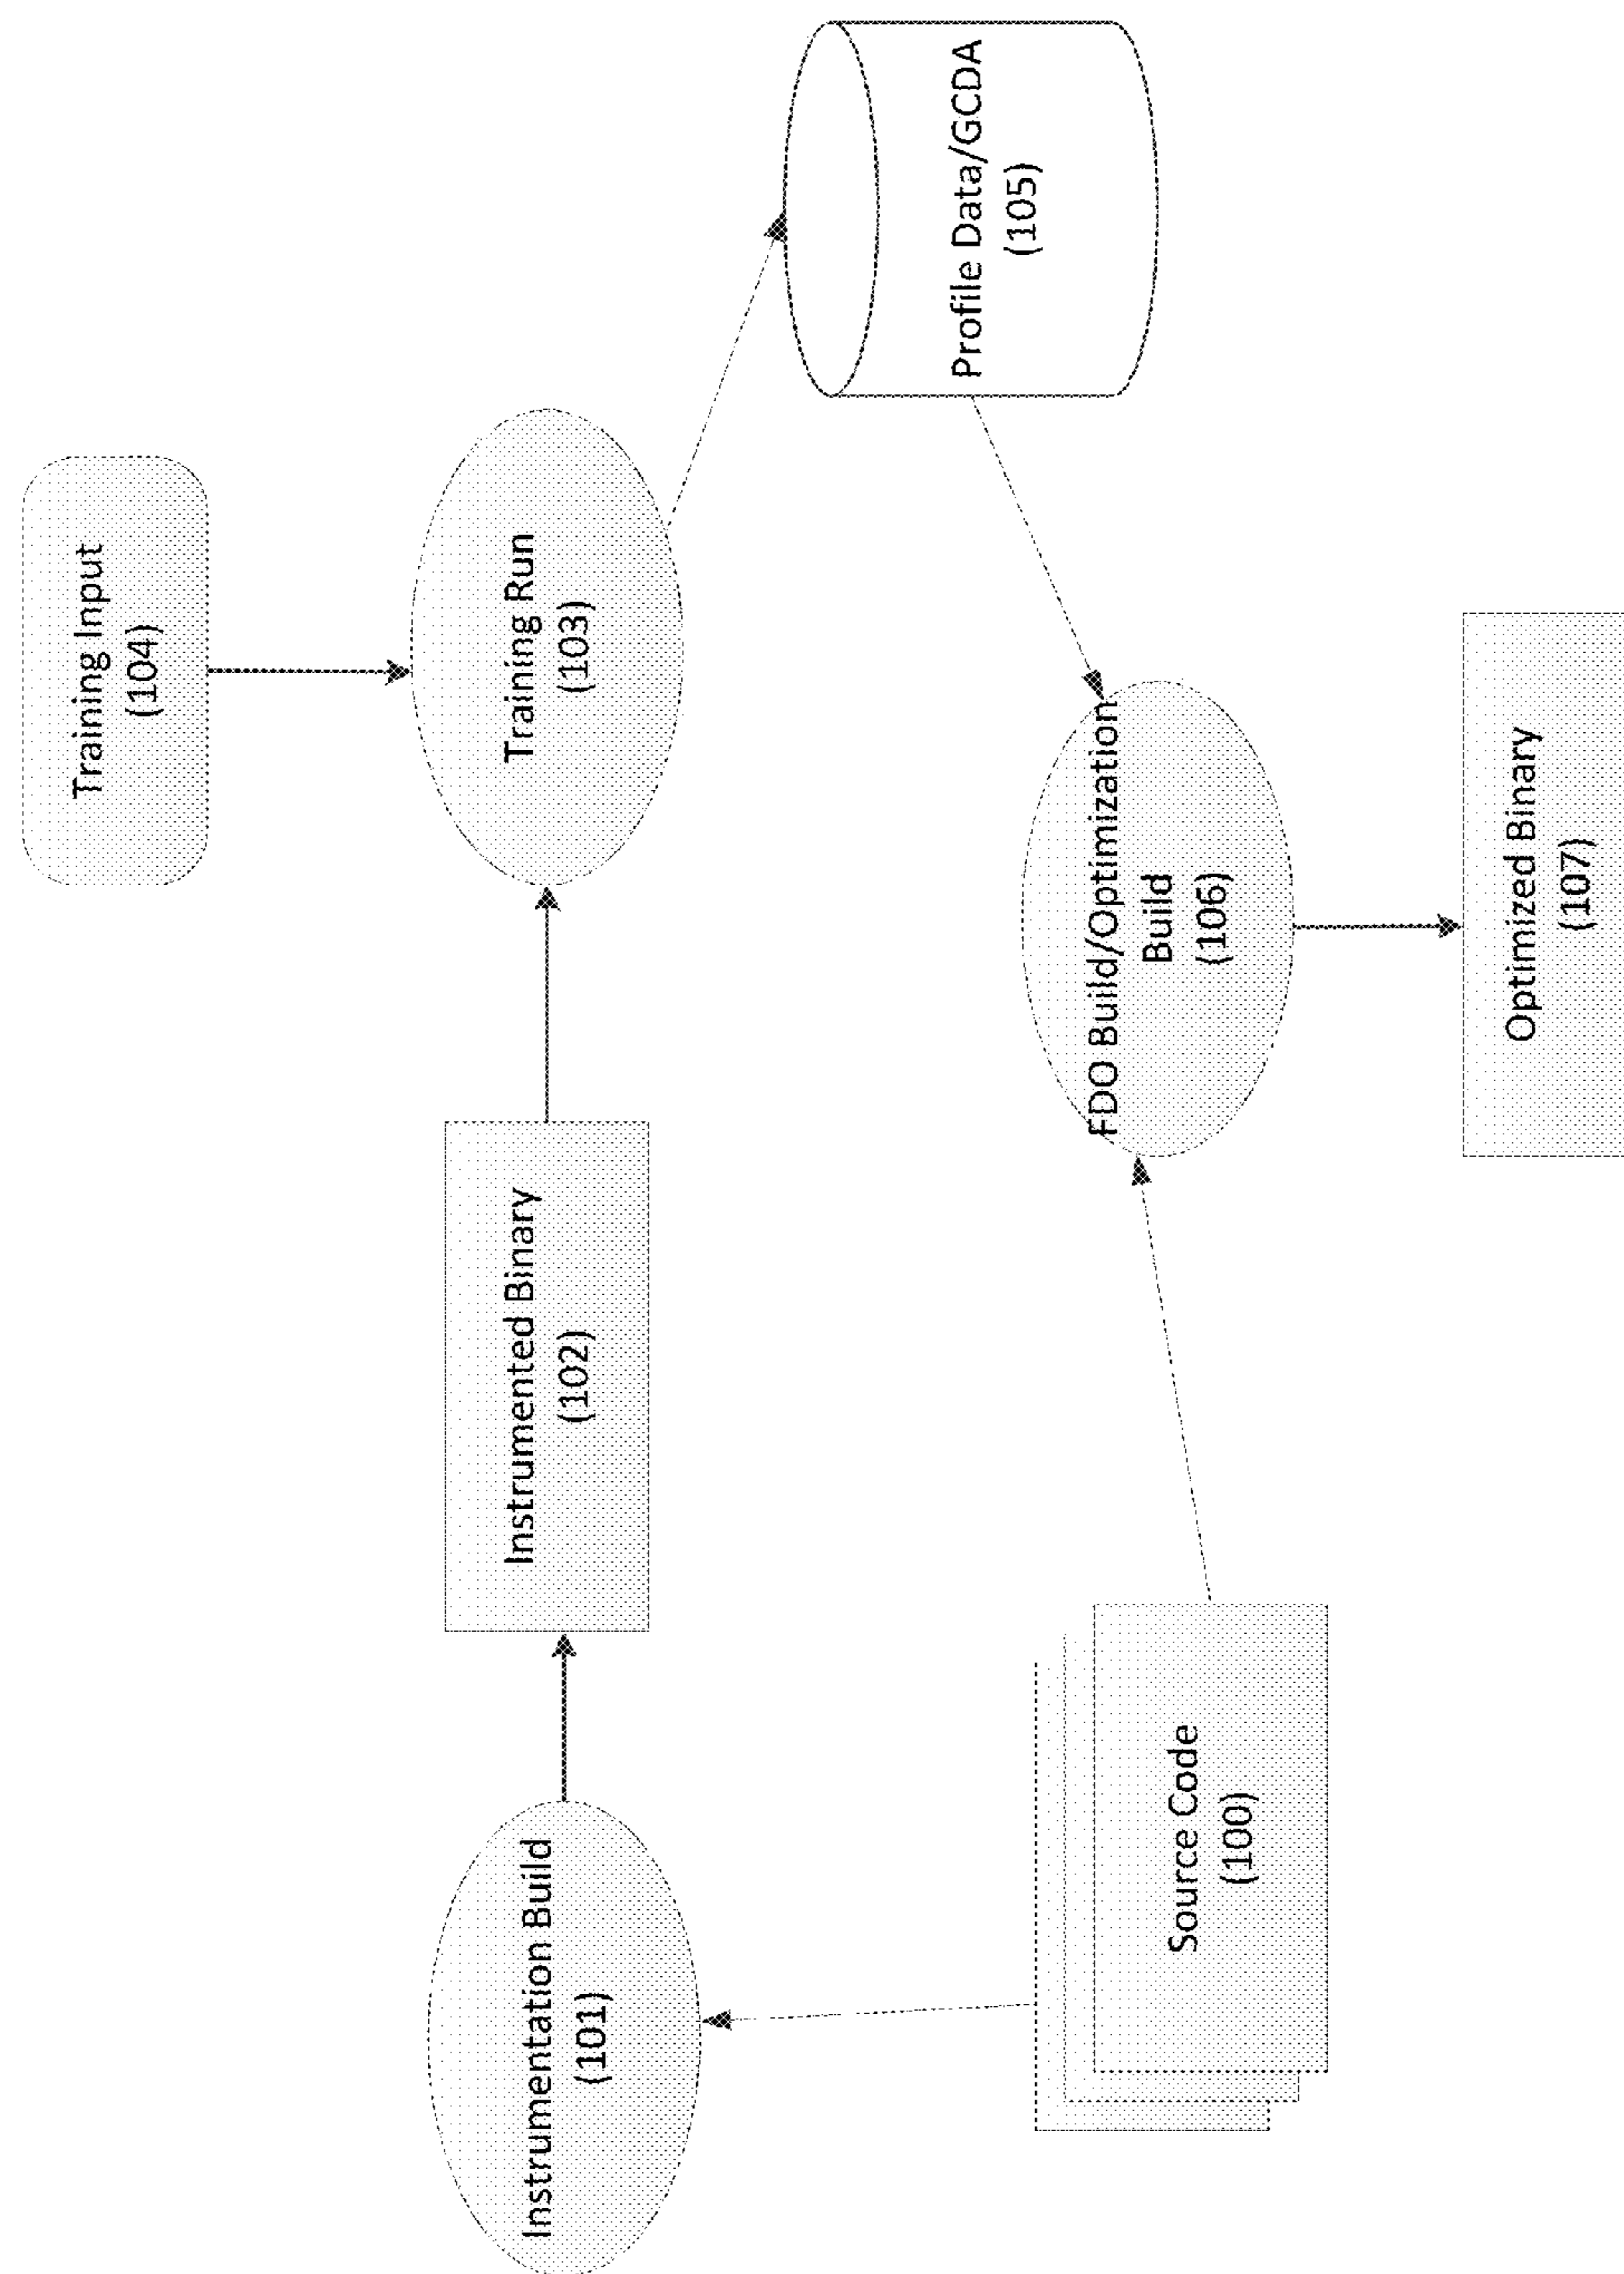 Training Input
(104)
Training Run
(103)
Profile Data/GCDA
(105)
Instrumented Binary
(102)
Instrumentation Build
(101)
FDO Build/Optimization
Build
(106)
Source Code
(100)
Optimized Binary
(107)